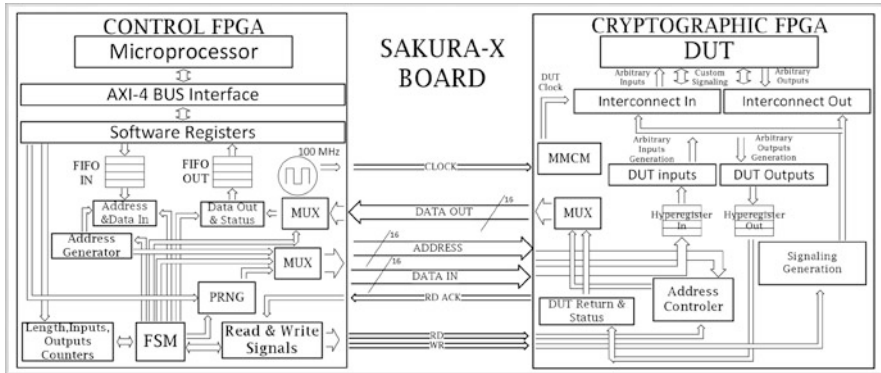 CONTROL FPGA
Microprocessor
AXI-4 BUS Interface
Software Registers
FIFO
IN
FIFO
OUT
100 MHz
Address
&Data In
Data Out
& Status
MUX
Address
Generator
MUX
PRNG
Length,Inputs,
Outputs
Counters
FSM
Read & Write
Signals
SAKURA-X
BOARD
CLOCK
16
DATA OUT
16
ADDRESS
16
DATA IN
RD ACK
RD
WR
CRYPTOGRAPHIC FPGA
DUT
DUT
Clock
Arbitrary
Inputs
Custom
Signaling
Arbitrary
Outputs
Interconnect In
Interconnect Out
MMCM
Arbitrary
Inputs
Generation
Arbitrary
Outputs
Generation
DUT inputs
DUT Outputs
MUX
Hyperegister
In
Hyperegister
Out
Signaling
Generation
DUT Return &
Status
Address
Controler